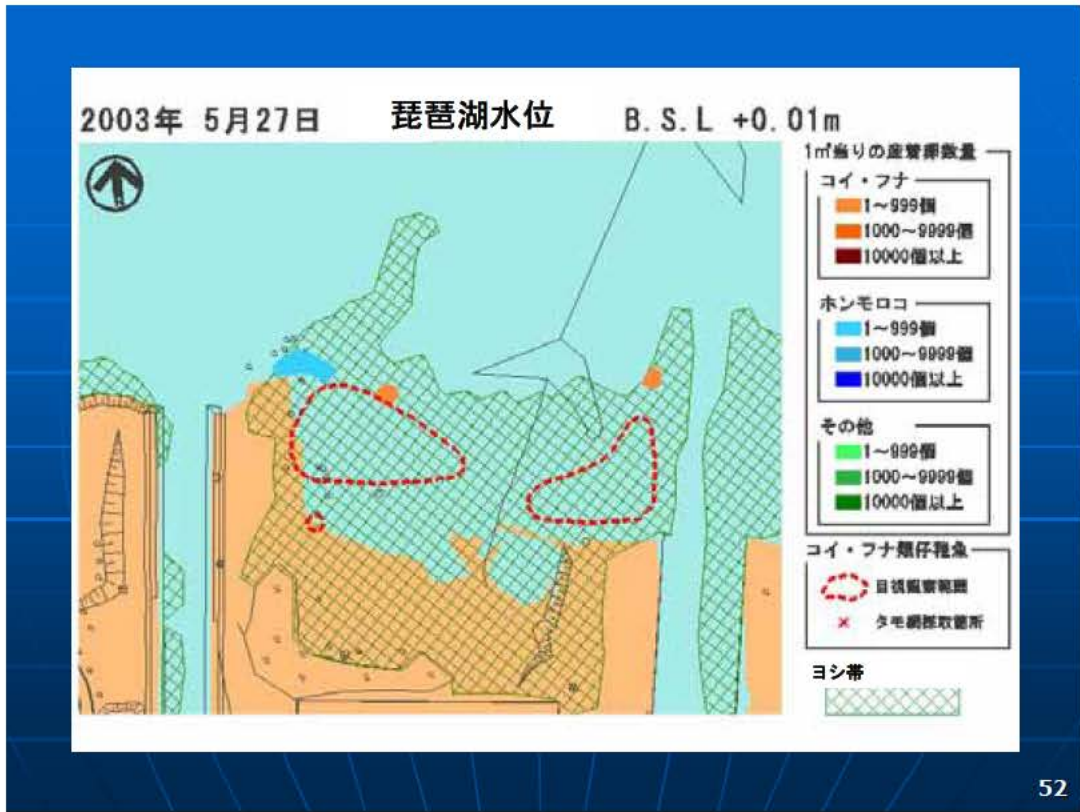 2003年 5月27日 琵琶湖水位 B.S.L +0.01m
1㎡当りの産着卵数量
コイ・フナ
1～999個
1000～9999個
10000個以上
ホンモロコ
1～999個
1000～9999個
10000個以上
その他
1～999個
1000～9999個
10000個以上
コイ・フナ類仔稚魚
目視観察範囲
× タモ網採取箇所
ヨシ帯
52